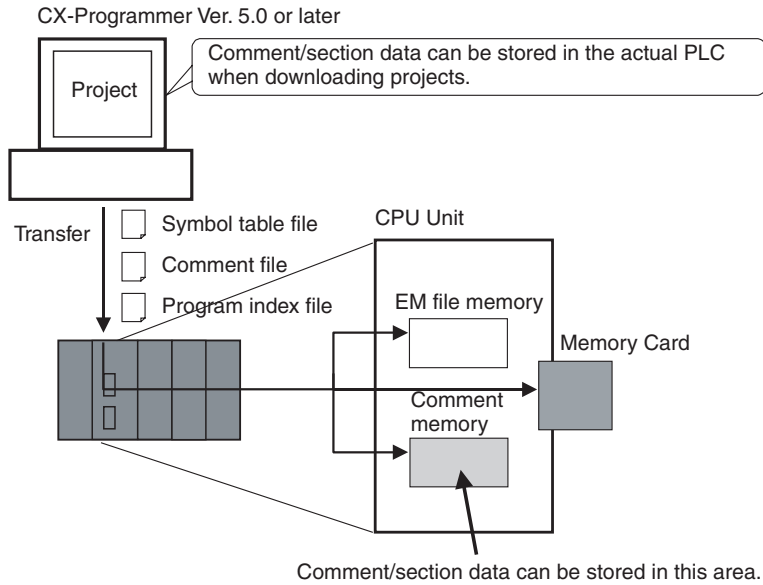 CX-Programmer Ver. 5.0 or later
Comment/section data can be stored in the actual PLC
when downloading projects.
Project
Transfer
Symbol table file
Comment file
Program index file
CPU Unit
EM file memory
Memory Card
Comment
memory
Comment/section data can be stored in this area.